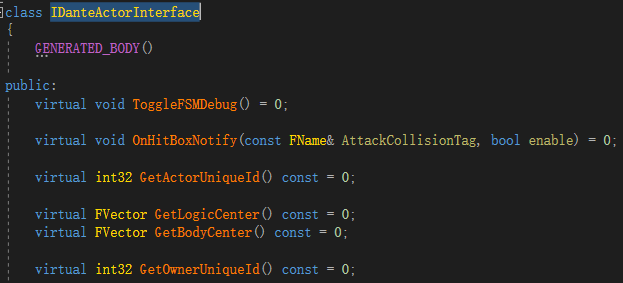 class IDanteActorInterface
{
GENERATED_BODY()
public:
virtual void ToggleFSMDebug() = 0;
virtual void OnHitBoxNotify(const FName& AttackCollisionTag, bool enable) = 0;
virtual int32 GetActorUniqueId() const = 0;
virtual FVector GetLogicCenter() const = 0;
virtual FVector GetBodyCenter() const = 0;
virtual int32 GetOwnerUniqueId() const = 0;